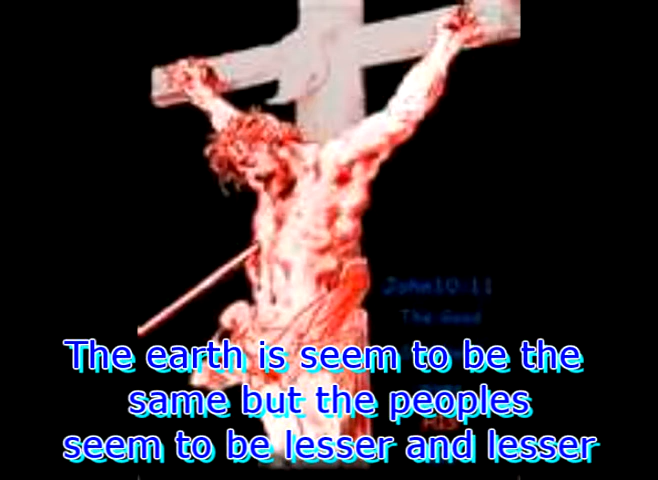 John10:11
The Good
The earth is seem to be the
same but the peoples
seem to be lesser and lesser